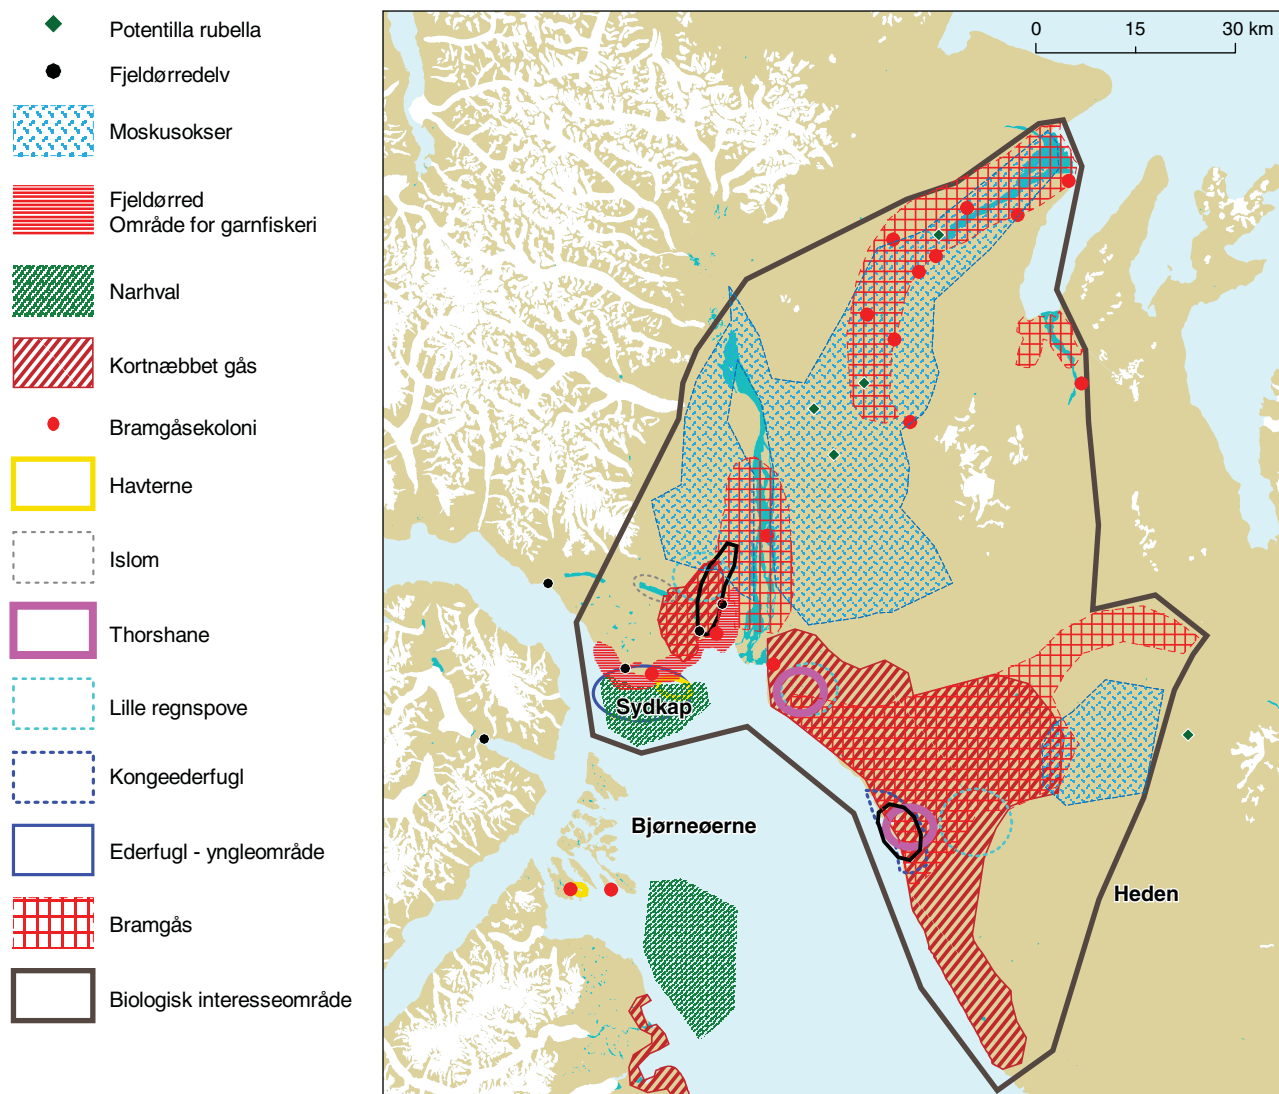 Potentilla rubella
Fjeldørredelv
Moskusokser
Fjeldørred
Område for garnfiskeri
Narhval
Kortnæbbet gås
Bramgåsekoloni
Havterne
Islom
Thorshane
Lille regnspove
Kongeederfugl
Ederfugl - yngleområde
Bramgås
Biologisk interesseområde
0 15 30 km
Sydkap
Bjørneøerne
Heden